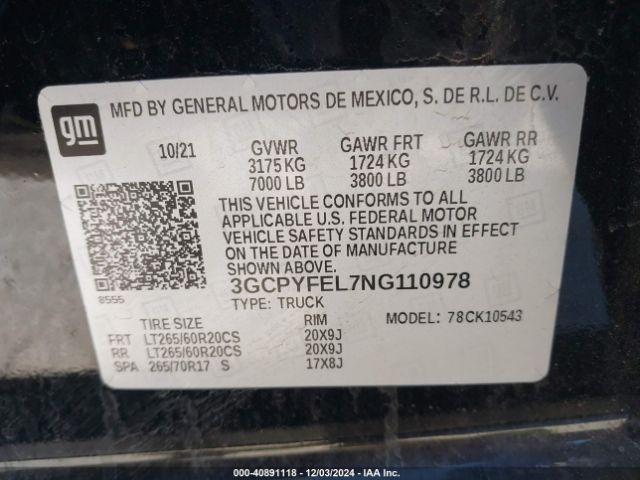 gm
MFD BY GENERAL MOTORS DE MEXICO, S. DE R.L. DE C.V.
10/21 GVWR GAWR FRT GAWR RR
3175 KG 1724 KG 1724 KG
7000 LB 3800 LB 3800 LB
THIS VEHICLE CONFORMS TO ALL
APPLICABLE U.S. FEDERAL MOTOR
VEHICLE SAFETY STANDARDS IN EFFECT
ON THE DATE OF MANUFACTURE
SHOWN ABOVE.
8555
3GCPYFEL7NG110978
TYPE: TRUCK
TIRE SIZE RIM MODEL: 78CK10543
FRT LT265/60R20CS 20X9J
RR LT265/60R20CS 20X9J
SPA 265/70R17 S 17X8J
000-40891118 - 12/03/2024 - IAA Inc.